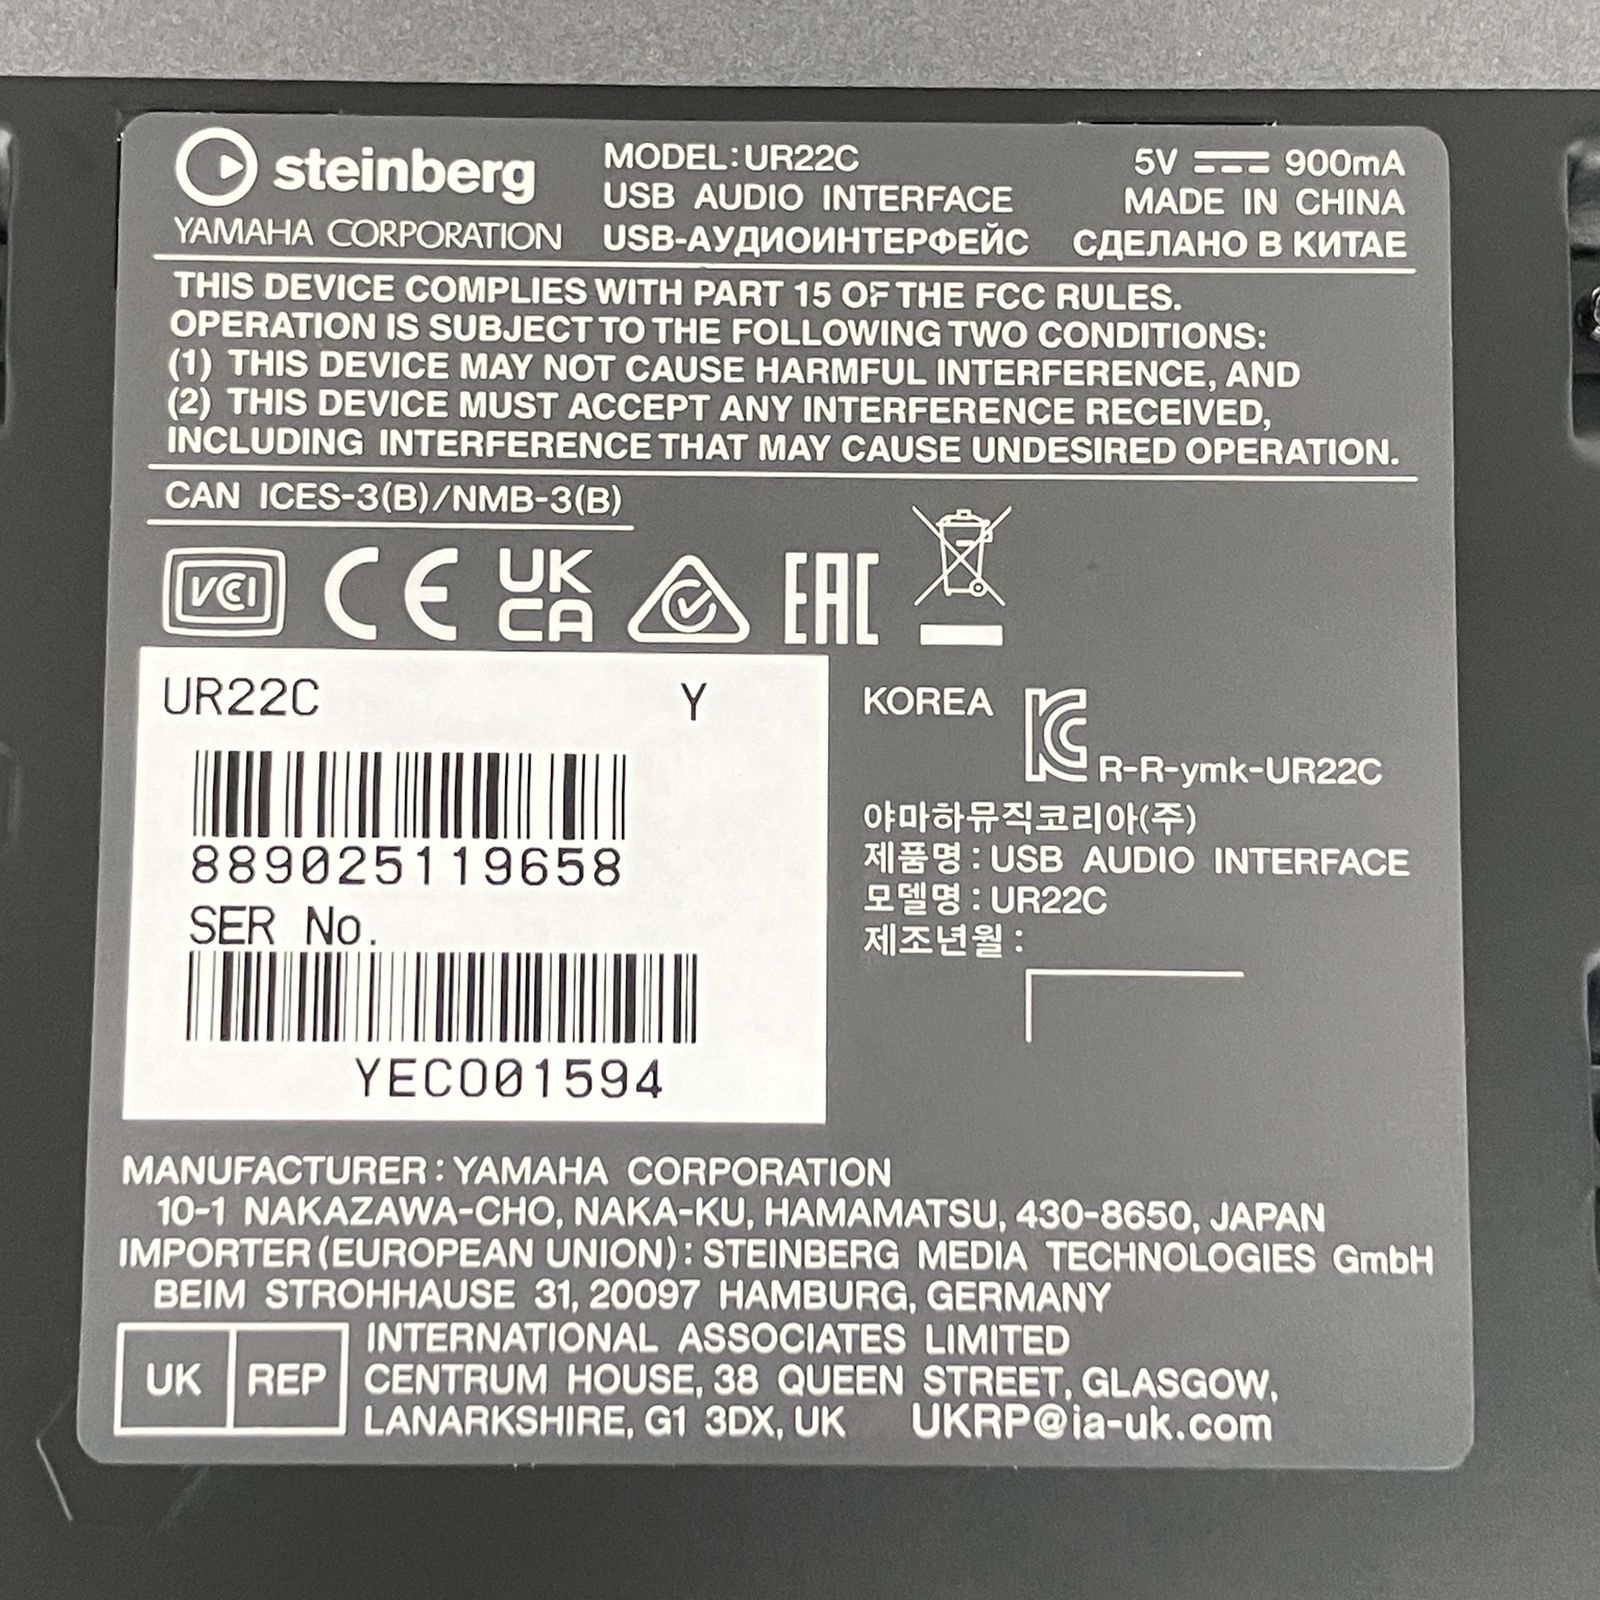 steinberg
YAMAHA CORPORATION
MODEL:UR22C
USB AUDIO INTERFACE
USB-АУДИОИНТЕРФЕЙС
5V 900mA
MADE IN CHINA
СДЕЛАНО В КИТАЕ
THIS DEVICE COMPLIES WITH PART 15 OF THE FCC RULES.
OPERATION IS SUBJECT TO THE FOLLOWING TWO CONDITIONS:
(1) THIS DEVICE MAY NOT CAUSE HARMFUL INTERFERENCE, AND
(2) THIS DEVICE MUST ACCEPT ANY INTERFERENCE RECEIVED,
INCLUDING INTERFERENCE THAT MAY CAUSE UNDESIRED OPERATION.
CAN ICES-3(B)/NMB-3(B)
VCCI CE UK CA EAC
UR22C Y
889025119658
SER No.
YECO01594
KOREA KC R-R-ymk-UR22C
야마하뮤직코리아(주)
제품명: USB AUDIO INTERFACE
모델명: UR22C
제조년월:
MANUFACTURER: YAMAHA CORPORATION
10-1 NAKAZAWA-CHO, NAKA-KU, HAMAMATSU, 430-8650, JAPAN
IMPORTER (EUROPEAN UNION): STEINBERG MEDIA TECHNOLOGIES GmbH
BEIM STROHHAUSE 31, 20097 HAMBURG, GERMANY
UK REP
INTERNATIONAL ASSOCIATES LIMITED
CENTRUM HOUSE, 38 QUEEN STREET, GLASGOW,
LANARKSHIRE, G1 3DX, UK UKRP@ia-uk.com